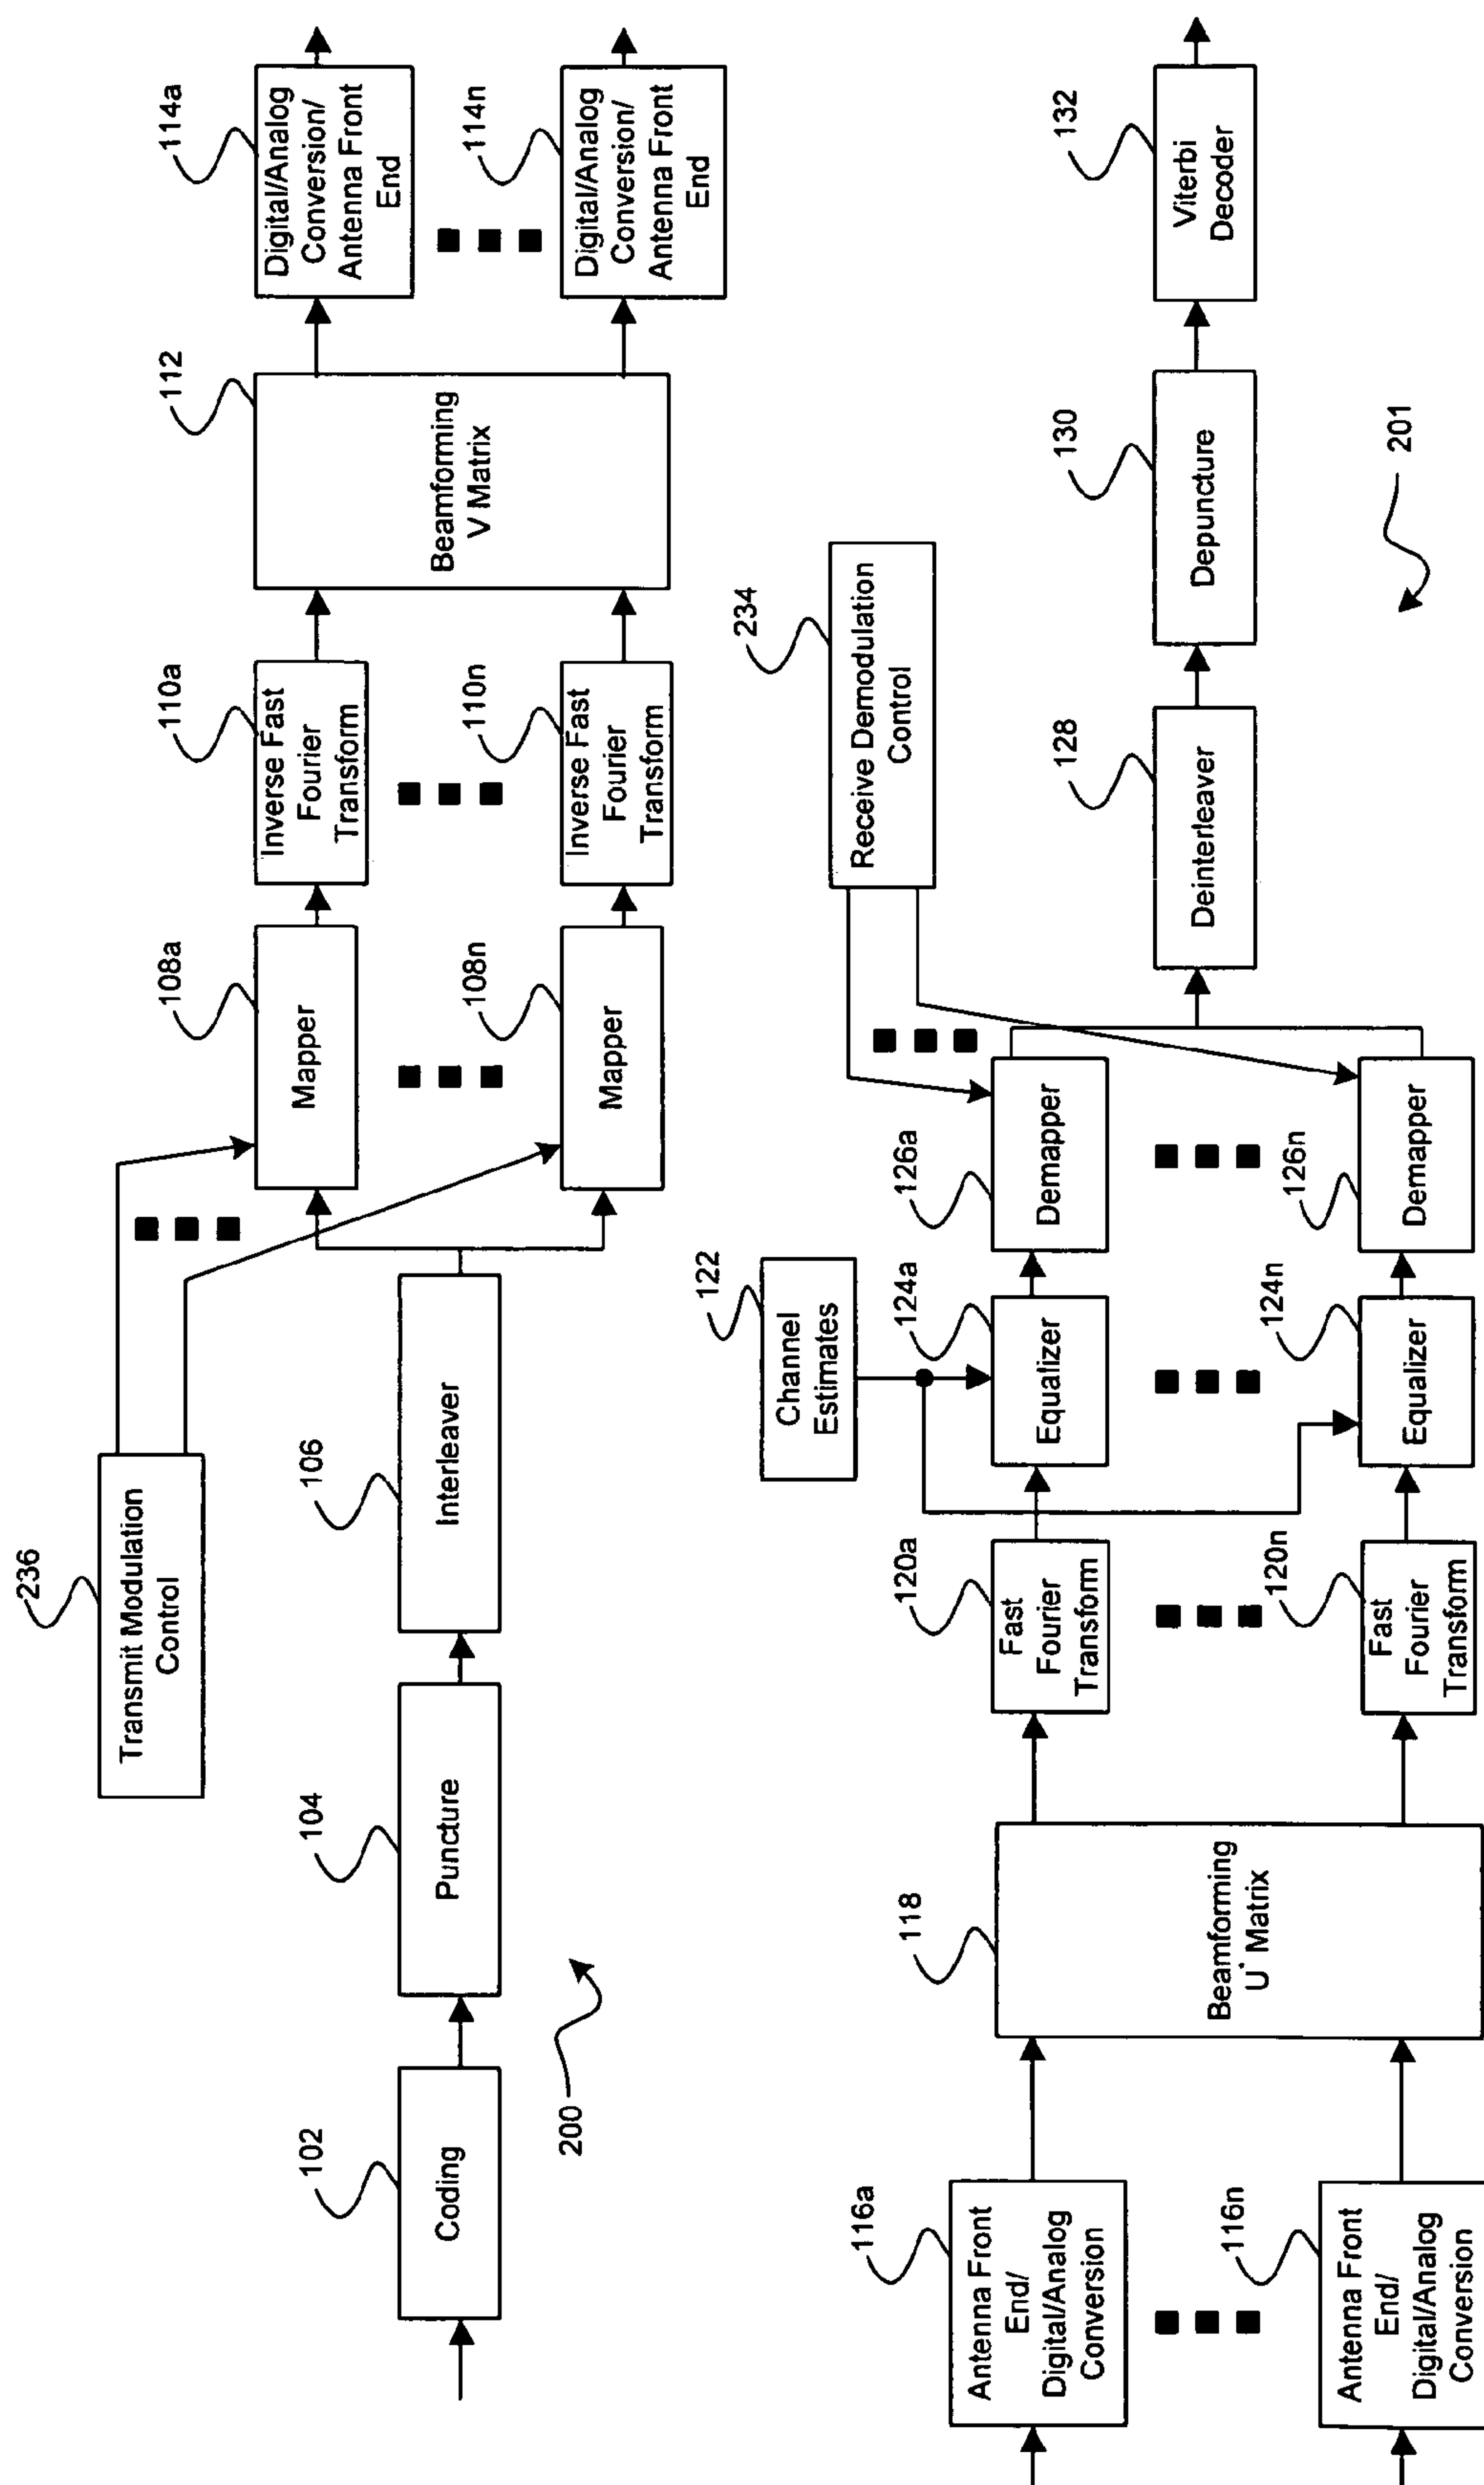 236
Transmit Modulation
Control
102
Coding
104
Puncture
106
Interleaver
108a
Mapper
108n
Mapper
110a
Inverse Fast
Fourier
Transform
110n
Inverse Fast
Fourier
Transform
112
Beamforming
V Matrix
114a
Digital/Analog
Conversion/
Antenna Front
End
114n
Digital/Analog
Conversion/
Antenna Front
End
200
116a
Antenna Front
End/
Digital/Analog
Conversion
116n
Antenna Front
End/
Digital/Analog
Conversion
118
Beamforming
U* Matrix
120a
Fast
Fourier
Transform
120n
Fast
Fourier
Transform
122
Channel
Estimates
124a
Equalizer
124n
Equalizer
126a
Demapper
126n
Demapper
234
Receive Demodulation
Control
128
Deinterleaver
130
Depuncture
132
Viterbi
Decoder
201